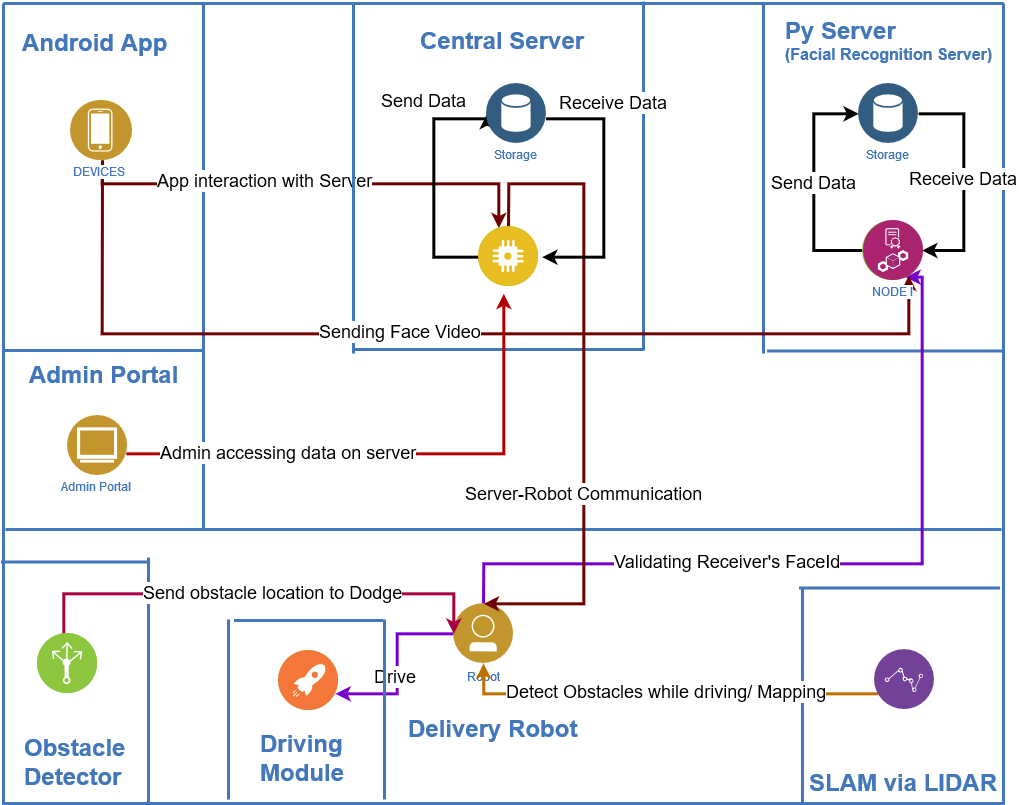 Android App
Central Server
Py Server
(Facial Recognition Server)
Send Data
Receive Data
DEVICES
Storage
Storage
App interaction with Server
Send Data
Receive Data
NODE I
Sending Face Video
Admin Portal
Admin accessing data on server
Admin Portal
Server-Robot Communication
Validating Receiver's FaceId
Send obstacle location to Dodge
Drive
Robot
Detect Obstacles while driving/ Mapping
Delivery Robot
Obstacle
Detector
Driving
Module
SLAM via LIDAR